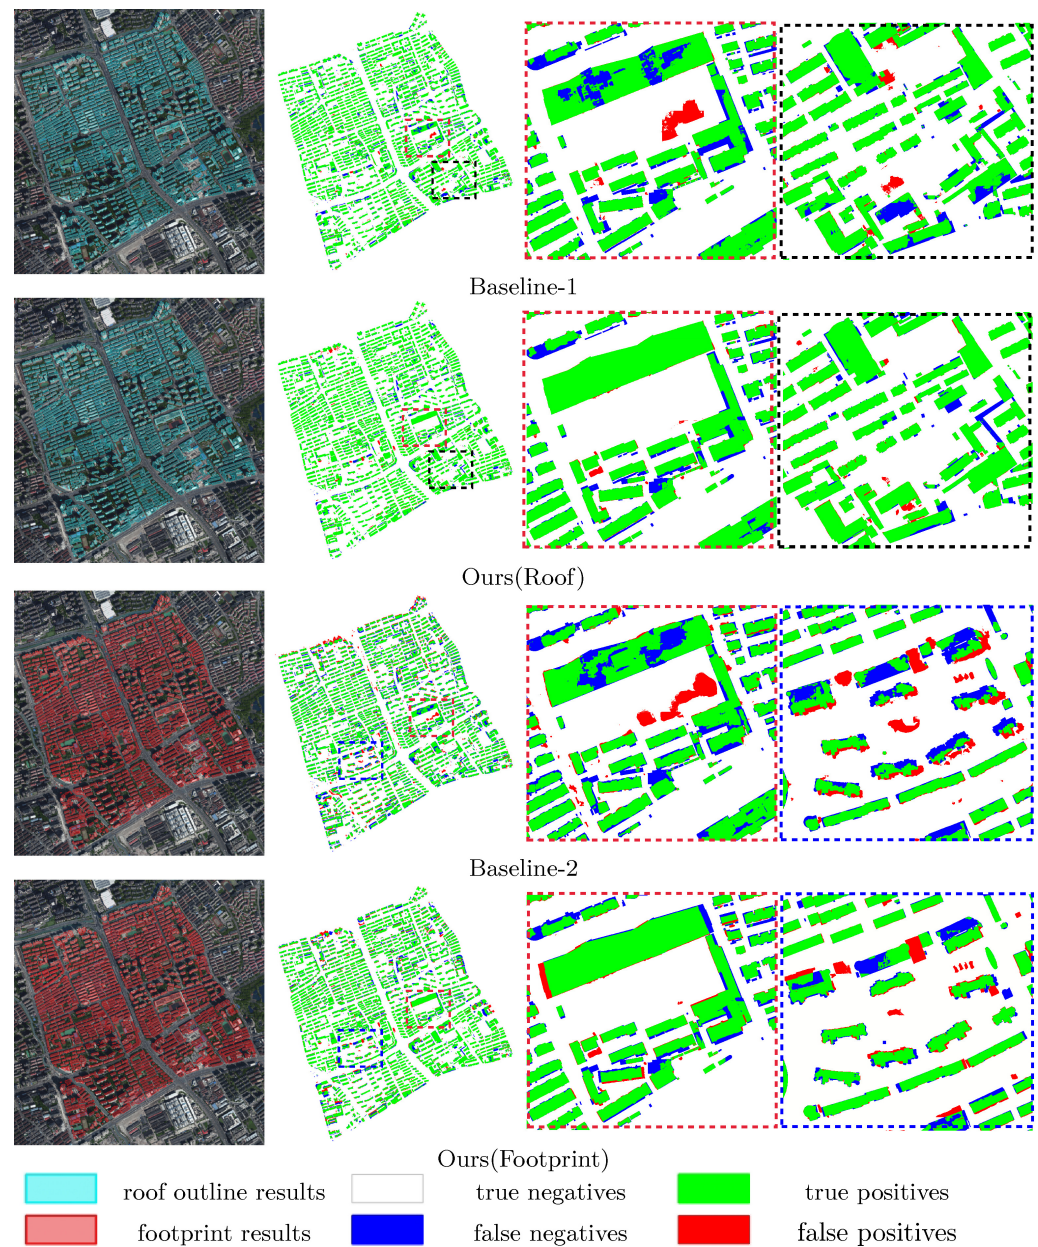 Baseline-1
Ours(Roof)
Baseline-2
Ours(Footprint)
roof outline results
true negatives
true positives
footprint results
false negatives
false positives